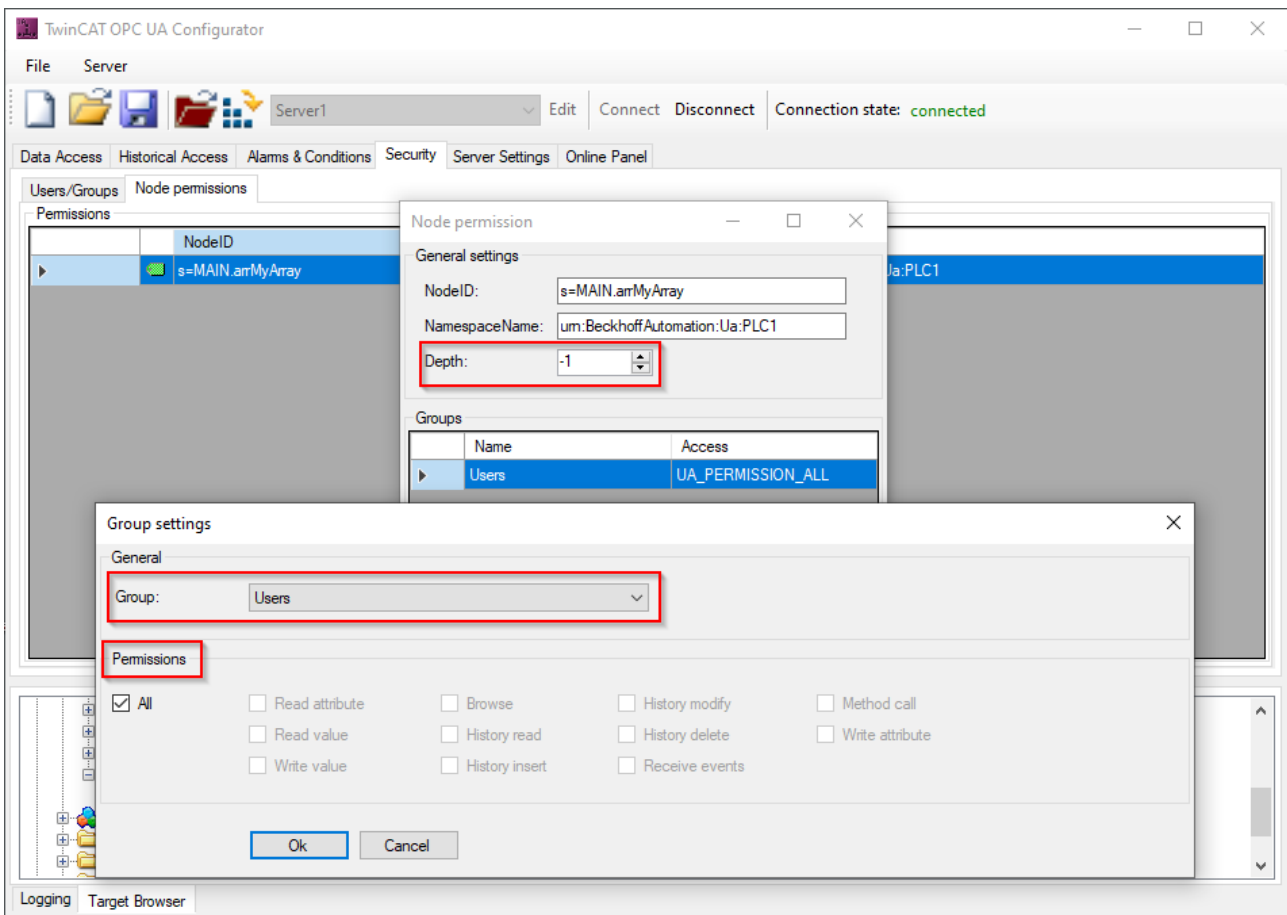 TwinCAT OPC UA Configurator
File Server
Server1 Edit Connect Disconnect Connection state: connected
Data Access Historical Access Alarms & Conditions Security Server Settings Online Panel
Users/Groups Node permissions
Permissions
NodeID
s=MAIN.arrMyArray
Ua:PLC1
Node permission
General settings
NodeID: s=MAIN.arrMyArray
NamespaceName: urn:BeckhoffAutomation:Ua:PLC1
Depth: -1
Groups
Name Access
Users UA_PERMISSION_ALL
Group settings
General
Group: Users
Permissions
All Read attribute Browse History modify Method call
Read value History read History delete Write attribute
Write value History insert Receive events
Ok Cancel
Logging Target Browser